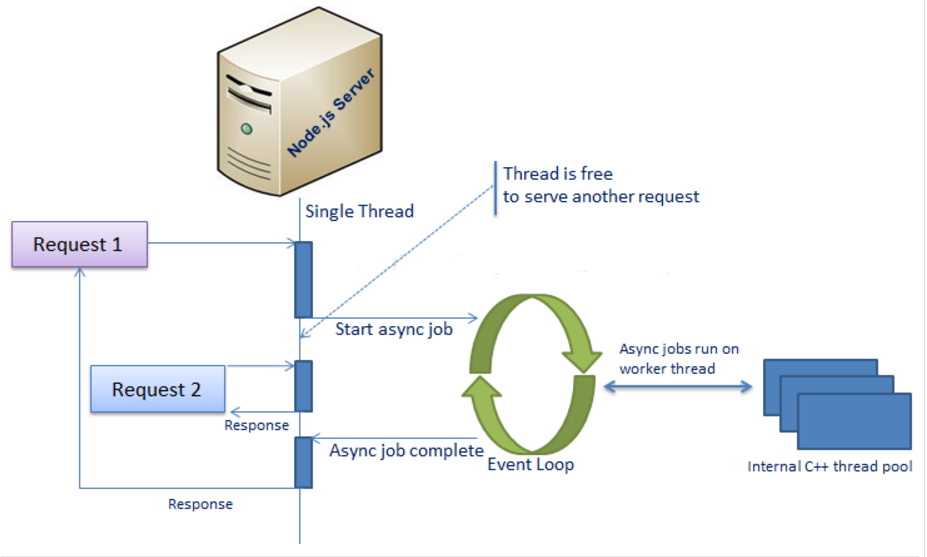 Node.js Server
Thread is free
to serve another request
Single Thread
Request 1
Start async job
Async jobs run on
worker thread
Request 2
Response
Async job complete
Event Loop
Internal C++ thread pool
Response